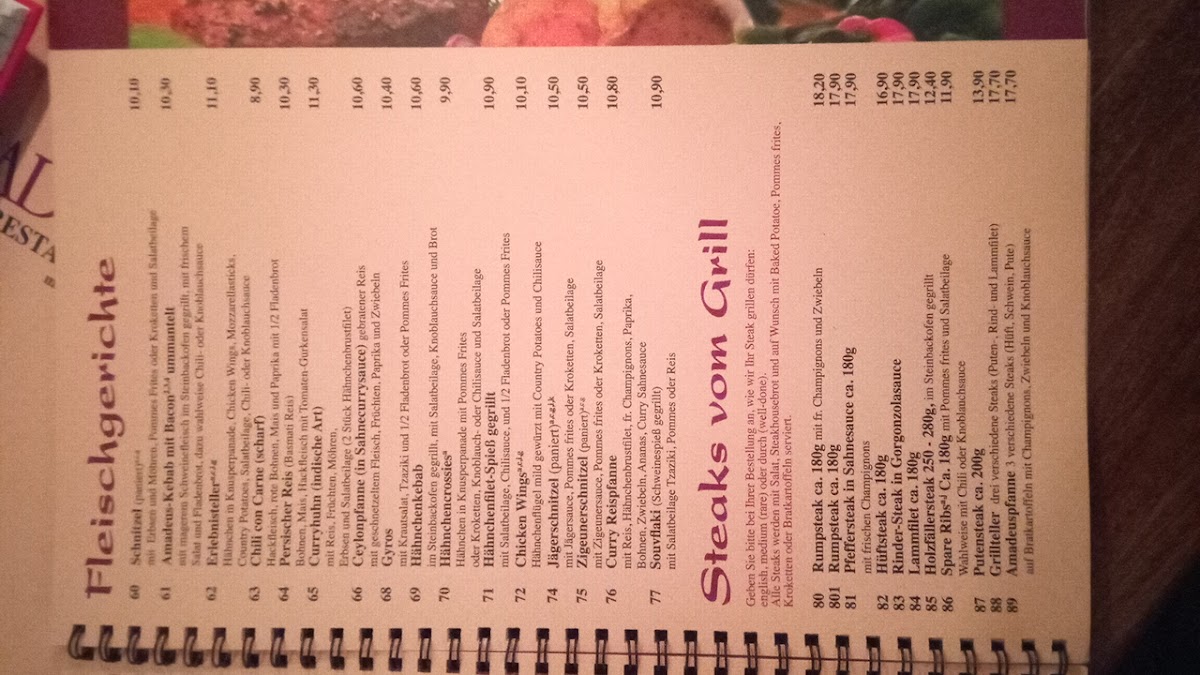 AL
RESTA
Fleischgerichte
60 Schnitzel (paniert) 10,10
mit Erbsen und Möhren, Pommes Frites oder Kroketten und Salatbeilage
61 Amadeus-Kebab mit Bacon ummantelt 10,30
mit magerem Schweinefleisch im Steinbackofen gegrillt, mit frischem
Salat und Fladenbrot, dazu wahlweise Chili- oder Knoblauchsauce
62 Erlebnisteller 11,10
Hähnchen in Knusperpanade, Chicken Wings, Mozzarellasticks,
Country Potatoes, Salatbeilage, Chili- oder Knoblauchsauce
63 Chili con Carne (scharf) 8,90
Hackfleisch, rote Bohnen, Mais und Paprika mit 1/2 Fladenbrot
64 Persischer Reis (Basmati Reis) 10,30
Bohnen, Mais, Hackfleisch mit Tomaten-Gurkensalat
65 Curryhuhn (indische Art) 11,30
mit Reis, Früchten, Möhren,
Erbsen und Salatbeilage (2 Stück Hähnchenbrustfilet)
66 Ceylonpfanne (in Sahnecurrysauce) gebratener Reis 10,60
mit geschnetzeltem Fleisch, Früchten, Paprika und Zwiebeln
68 Gyros 10,40
mit Krautsalat, Tzaziki und 1/2 Fladenbrot oder Pommes Frites
69 Hähnchenkebab 10,60
im Steinbackofen gegrillt, mit Salatbeilage, Knoblauchsauce und Brot
70 Hähnchencrossies 9,90
Hähnchen in Knusperpanade mit Pommes Frites
oder Kroketten, Knoblauch- oder Chilisauce und Salatbeilage
71 Hähnchenfilet-Spieß gegrillt 10,90
mit Salatbeilage, Chilisauce, und 1/2 Fladenbrot oder Pommes Frites
72 Chicken Wings 10,10
Hähnchenflügel mild gewürzt mit Country Potatoes und Chilisauce
74 Jägerschnitzel (paniert) 10,50
mit Jägersauce, Pommes frites oder Kroketten, Salatbeilage
75 Zigeunerschnitzel (paniert) 10,50
mit Zigeunersauce, Pommes frites oder Kroketten, Salatbeilage
76 Curry Reispfanne 10,80
mit Reis, Hähnchenbrustfilet, fr. Champignons, Paprika,
Bohnen, Zwiebeln, Ananas, Curry Sahnesauce
77 Souvflaki (Schweinespieß gegrillt) 10,90
mit Salatbeilage Tzaziki, Pommes oder Reis
Steaks vom Grill
Geben Sie bitte bei Ihrer Bestellung an, wie wir Ihr Steak grillen dürfen:
englisch, medium (rare) oder durch (well-done).
Alle Steaks werden mit Salat, Steakhousebrot und auf Wunsch mit Baked Potatoe, Pommes frites,
Kroketten oder Bratkartoffeln serviert.
80 Rumpsteak ca. 180g mit fr. Champignons und Zwiebeln 18,20
801 Rumpsteak ca. 180g 17,90
81 Pfeffersteak in Sahnesauce ca. 180g 17,90
mit frischen Champignons
82 Hüftsteak ca. 180g 16,90
83 Rinder-Steak in Gorgonzolasauce 17,90
84 Lammfilet ca. 180g 17,90
85 Holzfällersteak 250 - 280g, im Steinbackofen gegrillt 12,40
86 Spare Ribs Ca. 180g mit Pommes frites und Salatbeilage 11,90
Wahlweise mit Chili oder Knoblauchsauce
87 Putensteak ca. 200g 13,90
88 Grillteller drei verschiedene Steaks (Puten-, Rind- und Lammfilet) 17,70
89 Amadeuspfanne 3 verschiedene Steaks (Hüft, Schwein, Pute) 17,70
auf Bratkartoffeln mit Champignons, Zwiebeln und Knoblauchsauce